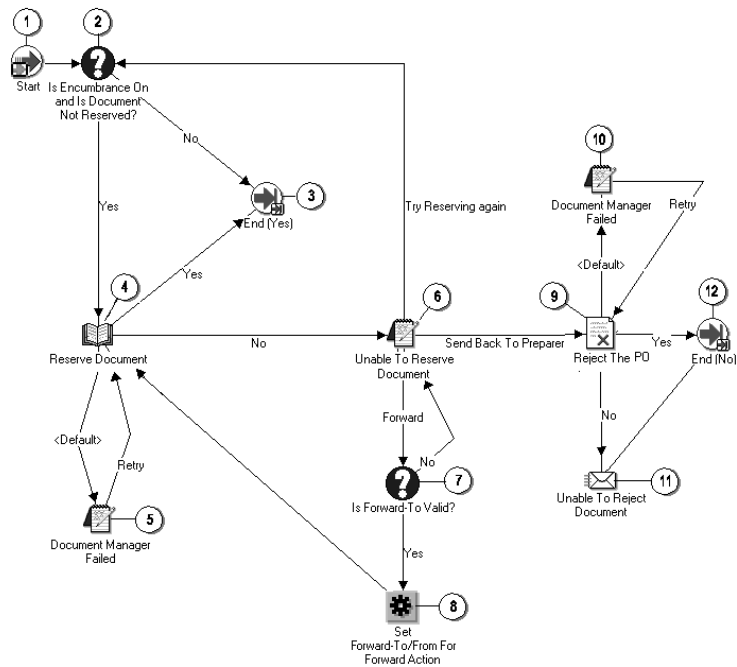 1
2
Start
Is Encumbrance On
and Is Document
Not Reserved?
No
3
End (Yes)
Yes
Yes
Try Reserving again
10
Document Manager
Failed
Retry
<Default>
4
Reserve Document
No
6
Unable To Reserve
Document
Send Back To Preparer
9
Reject The PO
Yes
12
End (No)
<Default>
Retry
5
Document Manager
Failed
Forward
No
7
Is Forward-To Valid?
Yes
8
Set
Forward-To/From For
Forward Action
No
11
Unable To Reject
Document